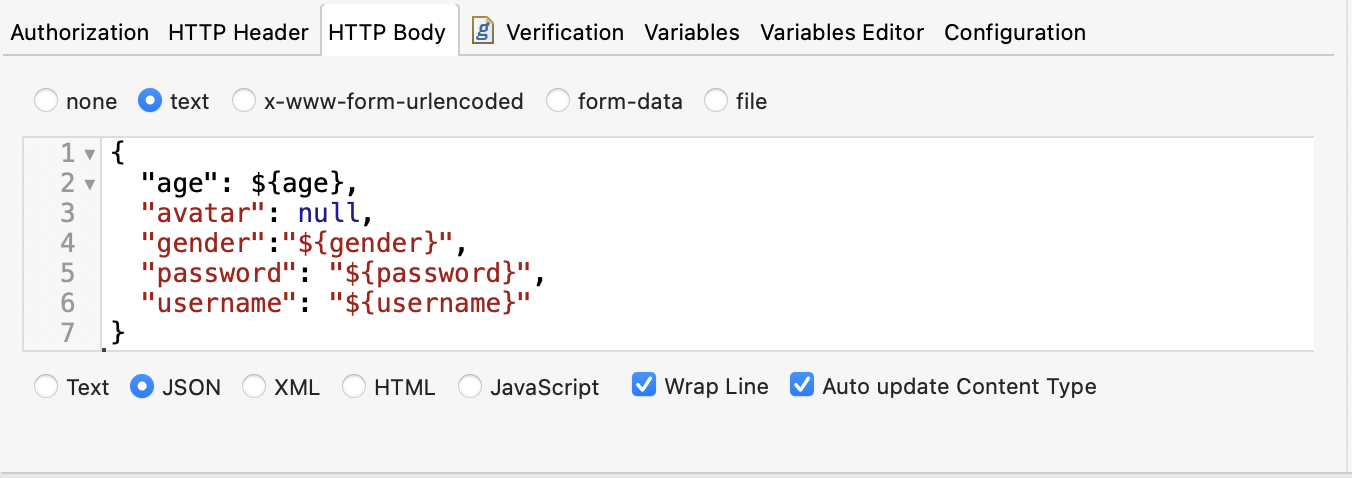 Authorization HTTP Header HTTP Body g Verification Variables Variables Editor Configuration
none text x-www-form-urlencoded form-data file
1 {
2 "age": ${age},
3 "avatar": null,
4 "gender":"${gender}",
5 "password": "${password}",
6 "username": "${username}"
7 }
Text JSON XML HTML JavaScript Wrap Line Auto update Content Type